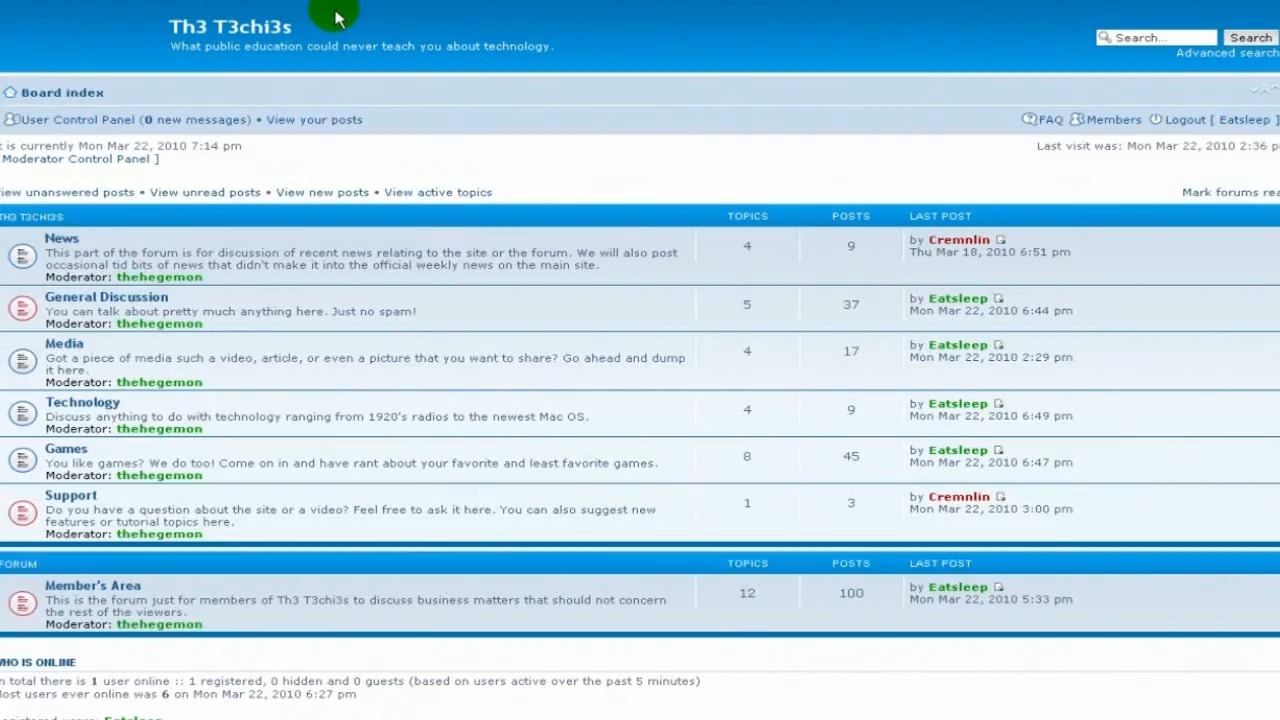 Th3 T3chi3s
What public education could never teach you about technology.
Search... Search
Advanced search
Board index
User Control Panel (0 new messages) • View your posts
FAQ Members Logout [ Eatsleep ]
t is currently Mon Mar 22, 2010 7:14 pm
Last visit was: Mon Mar 22, 2010 2:36 p
Moderator Control Panel ]
iew unanswered posts • View unread posts • View new posts • View active topics
Mark forums rea
TH3 T3CHI3S TOPICS POSTS LAST POST
News
This part of the forum is for discussion of recent news relating to the site or the forum. We will also post
occasional tid bits of news that didn't make it into the official weekly news on the main site.
Moderator: thehegemon
4 9
by Cremnlin
Thu Mar 18, 2010 6:51 pm
General Discussion
You can talk about pretty much anything here. Just no spam!
Moderator: thehegemon
5 37
by Eatsleep
Mon Mar 22, 2010 6:44 pm
Media
Got a piece of media such a video, article, or even a picture that you want to share? Go ahead and dump
it here.
Moderator: thehegemon
4 17
by Eatsleep
Mon Mar 22, 2010 2:29 pm
Technology
Discuss anything to do with technology ranging from 1920's radios to the newest Mac OS.
Moderator: thehegemon
4 9
by Eatsleep
Mon Mar 22, 2010 6:49 pm
Games
You like games? We do too! Come on in and have rant about your favorite and least favorite games.
Moderator: thehegemon
8 45
by Eatsleep
Mon Mar 22, 2010 6:47 pm
Support
Do you have a question about the site or a video? Feel free to ask it here. You can also suggest new
features or tutorial topics here.
Moderator: thehegemon
1 3
by Cremnlin
Mon Mar 22, 2010 3:00 pm
FORUM TOPICS POSTS LAST POST
Member's Area
This is the forum just for members of Th3 T3chi3s to discuss business matters that should not concern
the rest of the viewers.
Moderator: thehegemon
12 100
by Eatsleep
Mon Mar 22, 2010 5:33 pm
WHO IS ONLINE
n total there is 1 user online :: 1 registered, 0 hidden and 0 guests (based on users active over the past 5 minutes)
ost users ever online was 6 on Mon Mar 22, 2010 6:27 pm
egistered users: Eatsleep